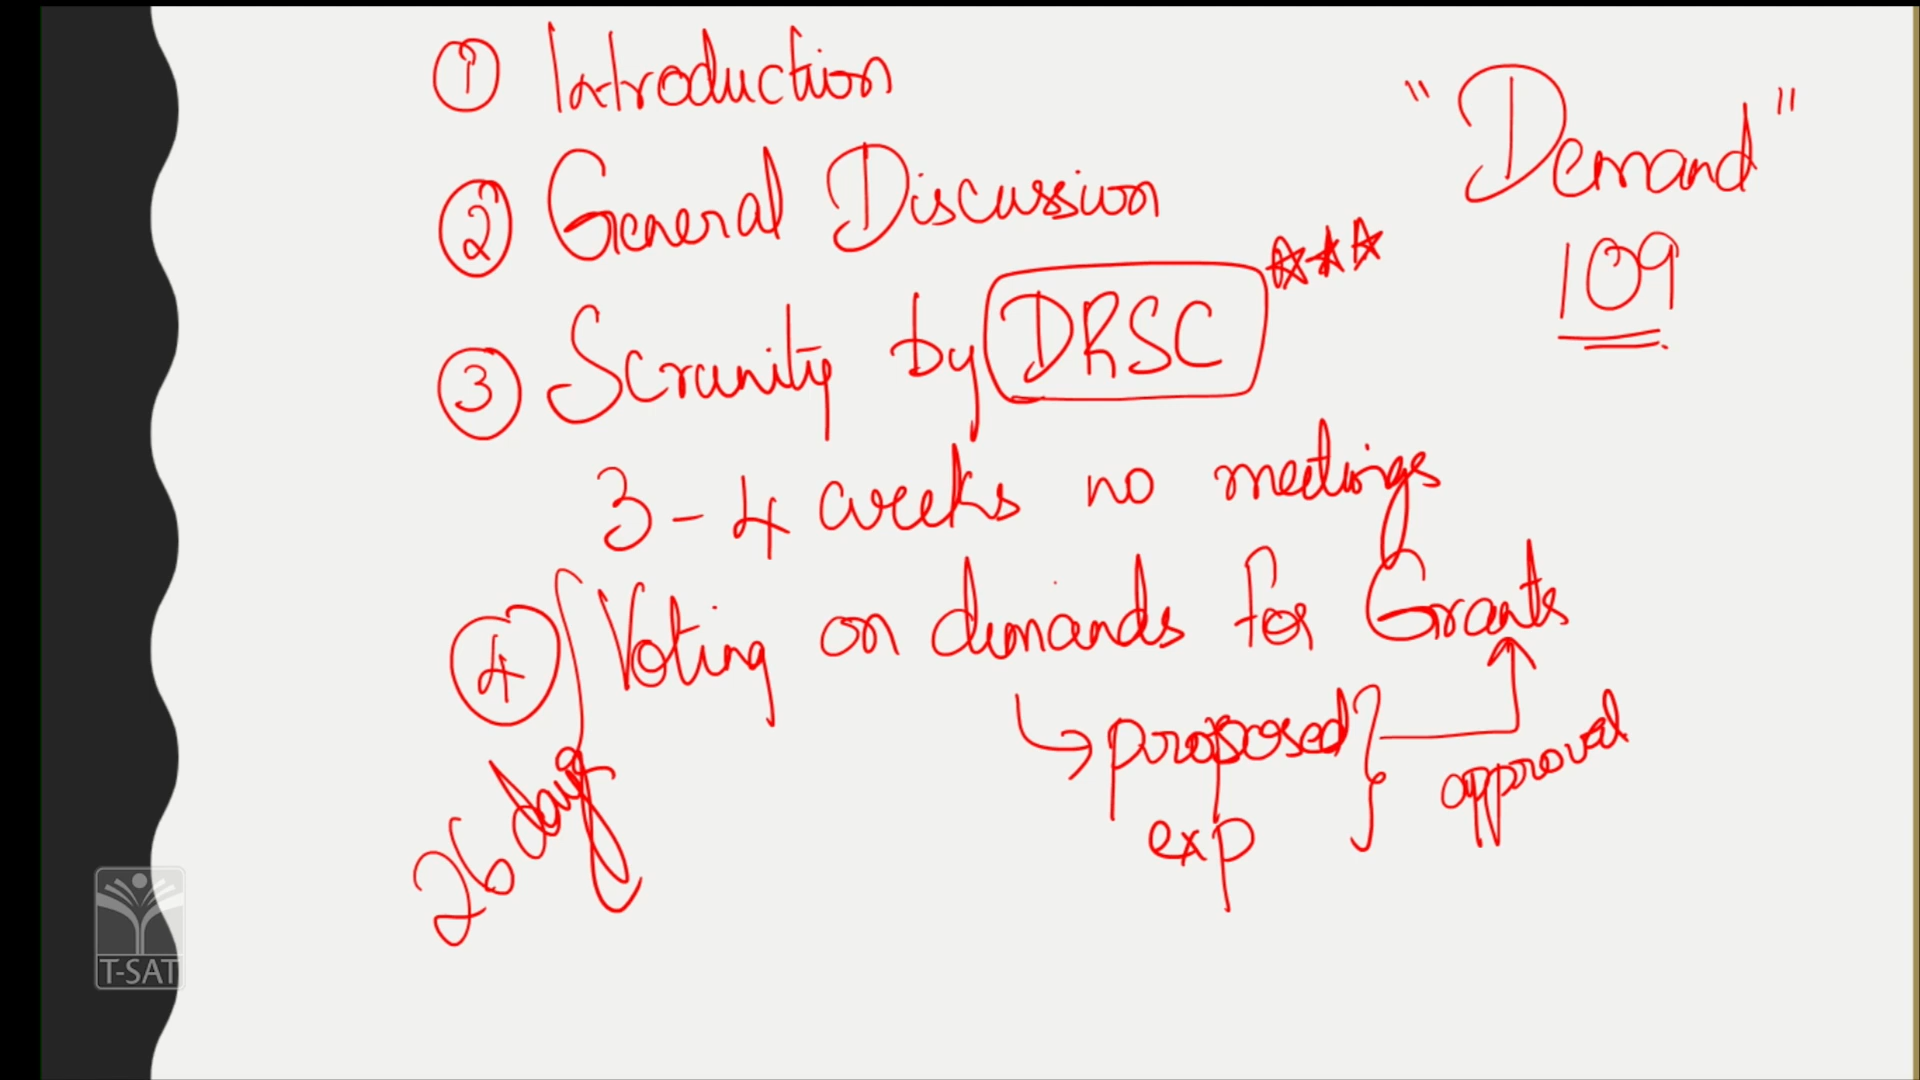 ① Introduction
② General Discussion
③ Scrunity by DRSC
3-4 weeks no meetings
④ Voting on demands for Grants
26 days
proposed
exp
approval
"Demand"
109
T-SAT